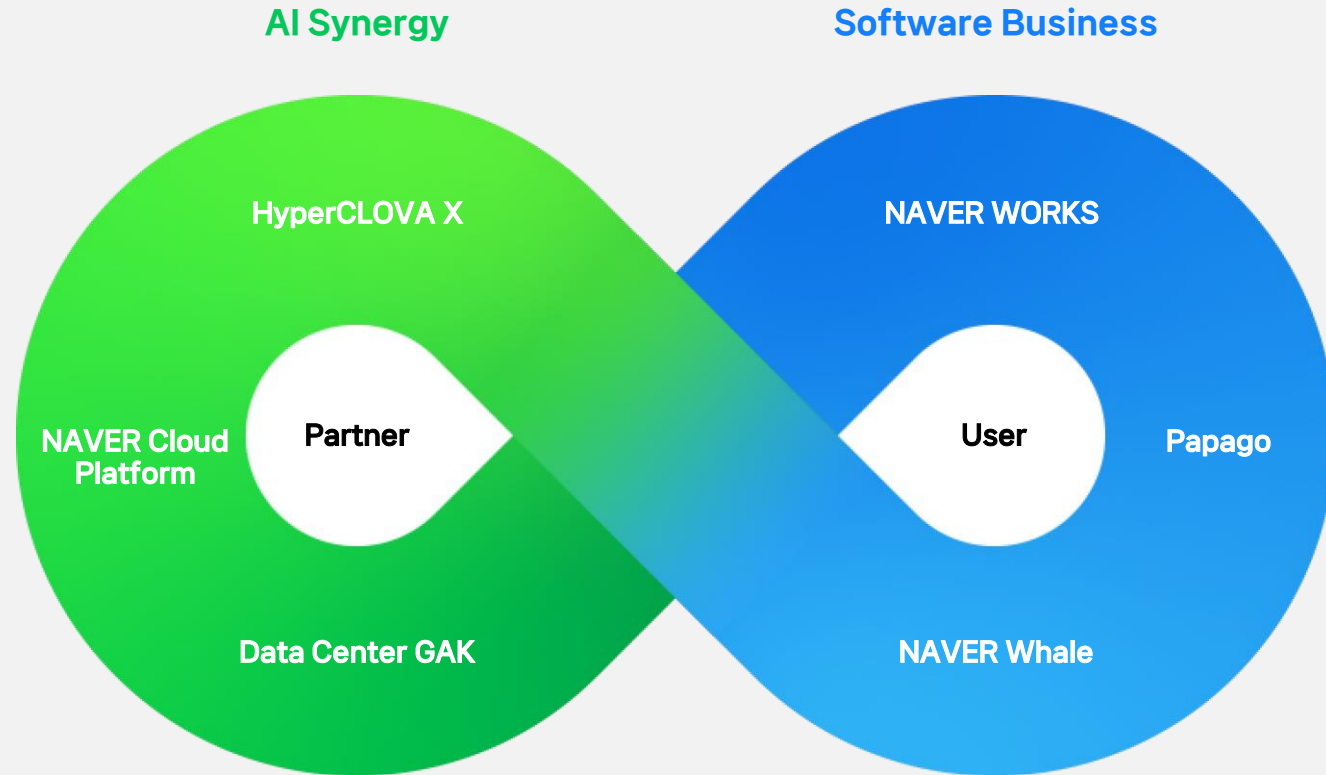 AI Synergy
Software Business
HyperCLOVA X
NAVER WORKS
NAVER Cloud
Platform
Partner
User
Papago
Data Center GAK
NAVER Whale